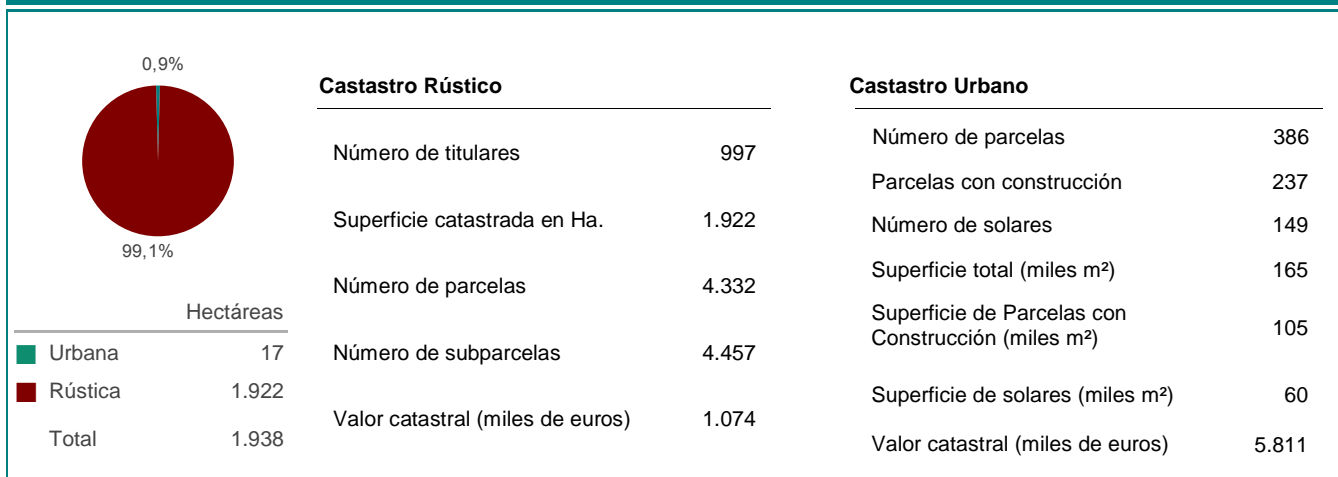 0,9%
99,1%
Hectáreas
Urbana 17
Rústica 1.922
Total 1.938
Castastro Rústico
Número de titulares 997
Superficie catastrada en Ha. 1.922
Número de parcelas 4.332
Número de subparcelas 4.457
Valor catastral (miles de euros) 1.074
Castastro Urbano
Número de parcelas 386
Parcelas con construcción 237
Número de solares 149
Superficie total (miles m²) 165
Superficie de Parcelas con
Construcción (miles m²) 105
Superficie de solares (miles m²) 60
Valor catastral (miles de euros) 5.811